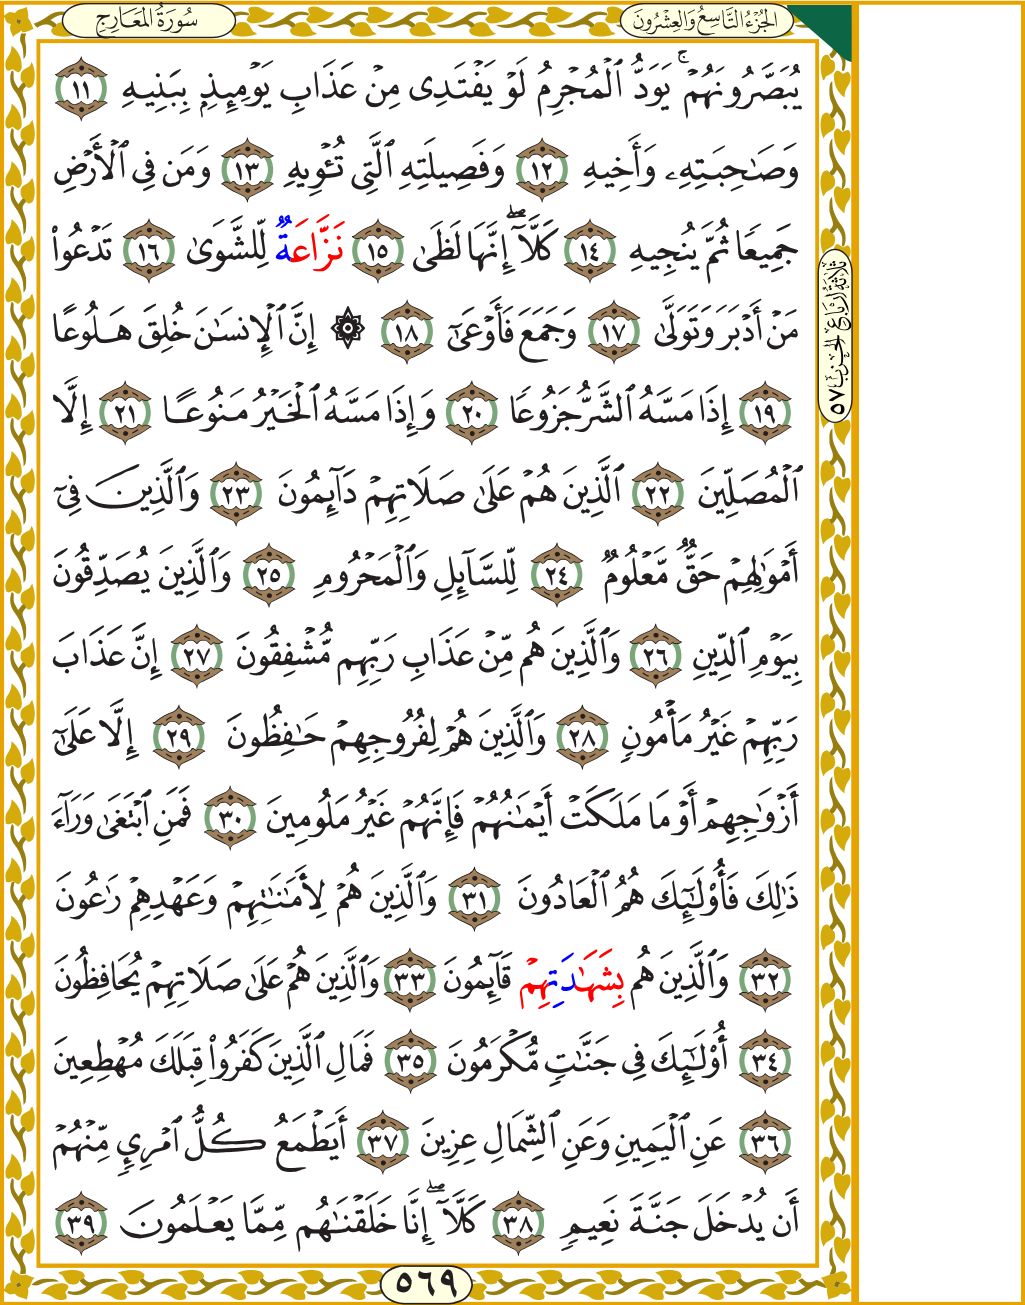 سُورَةُ المَعَارِجِ
الجُزْءُ التَّاسِعُ وَالعِشْرُونَ
يُبَصَّرُونَهُمْۚ يَوَدُّ ٱلْمُجْرِمُ لَوْ يَفْتَدِى مِنْ عَذَابِ يَوْمِئِذٍۭ بِبَنِيهِ ١١
وَصَٰحِبَتِهِۦ وَأَخِيهِ ١٢ وَفَصِيلَتِهِ ٱلَّتِى تُـْٔوِيهِ ١٣ وَمَن فِى ٱلْأَرْضِ
جَمِيعًا ثُمَّ يُنجِيهِ ١٤ كَلَّآۖ إِنَّهَا لَظَىٰ ١٥ نَزَّاعَةٌ لِّلشَّوَىٰ ١٦ تَدْعُواْ
مَنْ أَدْبَرَ وَتَوَلَّىٰ ١٧ وَجَمَعَ فَأَوْعَىٰٓ ١٨ ۞ إِنَّ ٱلْإِنسَٰنَ خُلِقَ هَلُوعًا
١٩ إِذَا مَسَّهُ ٱلشَّرُّ جَزُوعًا ٢٠ وَإِذَا مَسَّهُ ٱلْخَيْرُ مَنُوعًا ٢١ إِلَّا
ٱلْمُصَلِّينَ ٢٢ ٱلَّذِينَ هُمْ عَلَىٰ صَلَاتِهِمْ دَآئِمُونَ ٢٣ وَٱلَّذِينَ فِىٓ
أَمْوَٰلِهِمْ حَقٌّ مَّعْلُومٌ ٢٤ لِّلسَّآئِلِ وَٱلْمَحْرُومِ ٢٥ وَٱلَّذِينَ يُصَدِّقُونَ
بِيَوْمِ ٱلدِّينِ ٢٦ وَٱلَّذِينَ هُم مِّنْ عَذَابِ رَبِّهِم مُّشْفِقُونَ ٢٧ إِنَّ عَذَابَ
رَبِّهِمْ غَيْرُ مَأْمُونٍ ٢٨ وَٱلَّذِينَ هُمْ لِفُرُوجِهِمْ حَٰفِظُونَ ٢٩ إِلَّا عَلَىٰٓ
أَزْوَٰجِهِمْ أَوْ مَا مَلَكَتْ أَيْمَٰنُهُمْ فَإِنَّهُمْ غَيْرُ مَلُومِينَ ٣٠ فَمَنِ ٱبْتَغَىٰ وَرَآءَ
ذَٰلِكَ فَأُوْلَٰٓئِكَ هُمُ ٱلْعَادُونَ ٣١ وَٱلَّذِينَ هُمْ لِأَمَٰنَٰتِهِمْ وَعَهْدِهِمْ رَٰعُونَ
٣٢ وَٱلَّذِينَ هُم بِشَهَٰدَتِهِمْ قَآئِمُونَ ٣٣ وَٱلَّذِينَ هُمْ عَلَىٰ صَلَاتِهِمْ يُحَافِظُونَ
٣٤ أُوْلَٰٓئِكَ فِى جَنَّٰتٍ مُّكْرَمُونَ ٣٥ فَمَالِ ٱلَّذِينَ كَفَرُواْ قِبَلَكَ مُهْطِعِينَ
٣٦ عَنِ ٱلْيَمِينِ وَعَنِ ٱلشِّمَالِ عِزِينَ ٣٧ أَيَطْمَعُ كُلُّ ٱمْرِئٍ مِّنْهُمْ
أَن يُدْخَلَ جَنَّةَ نَعِيمٍ ٣٨ كَلَّآۖ إِنَّا خَلَقْنَٰهُم مِّمَّا يَعْلَمُونَ ٣٩
ثَلَاثَةُ أَرْبَاعِ الحِزْبِ ٥٧
٥٦٩